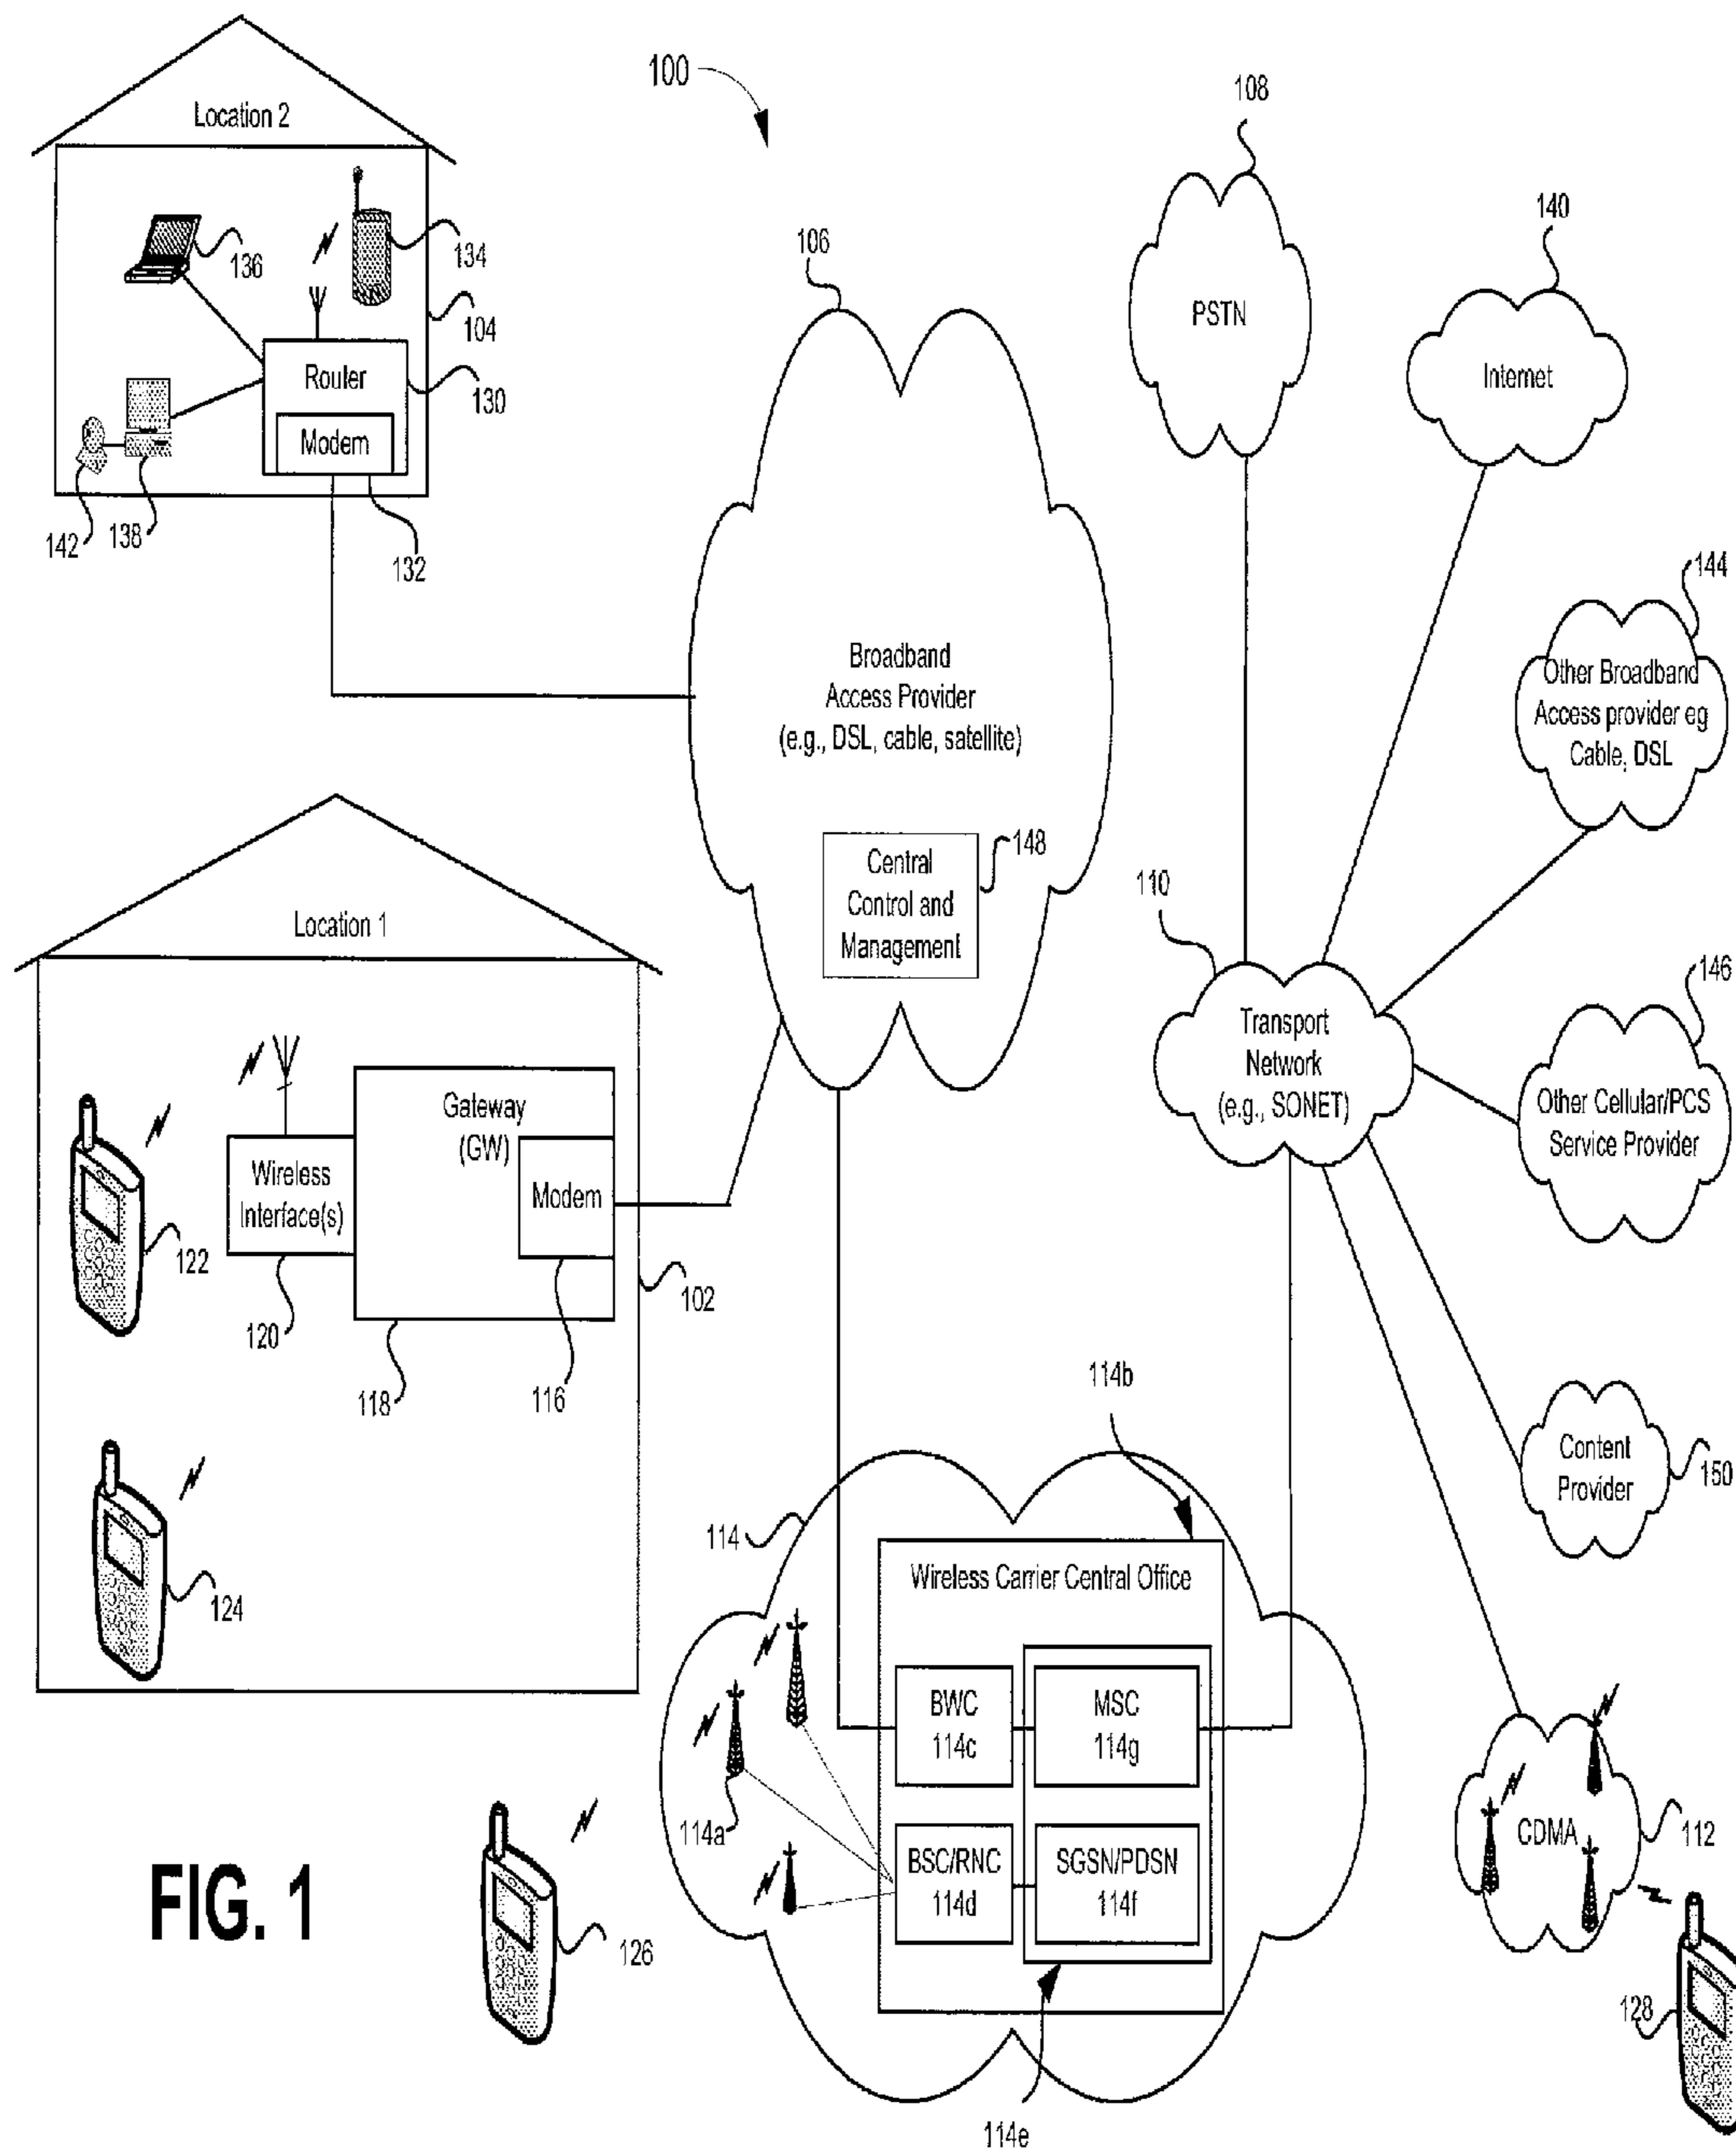 100
108
Location 2
140
136
134
106
104
PSTN
Internet
Router
130
Modem
142
138
132
144
Other Broadband
Access provider eg
Cable, DSL
Broadband
Access Provider
(e.g., DSL, cable, satellite)
148
Central
Control and
Management
110
Location 1
146
Transport
Network
(e.g., SONET)
Gateway
(GW)
Other Cellular/PCS
Service Provider
Wireless
Interface(s)
Modem
122
102
120
118
116
114b
Content
Provider
150
114
Wireless Carrier Central Office
124
BWC
114c
MSC
114g
114a
CDMA
112
BSC/RNC
114d
SGSN/PDSN
114f
FIG. 1
126
128
114e